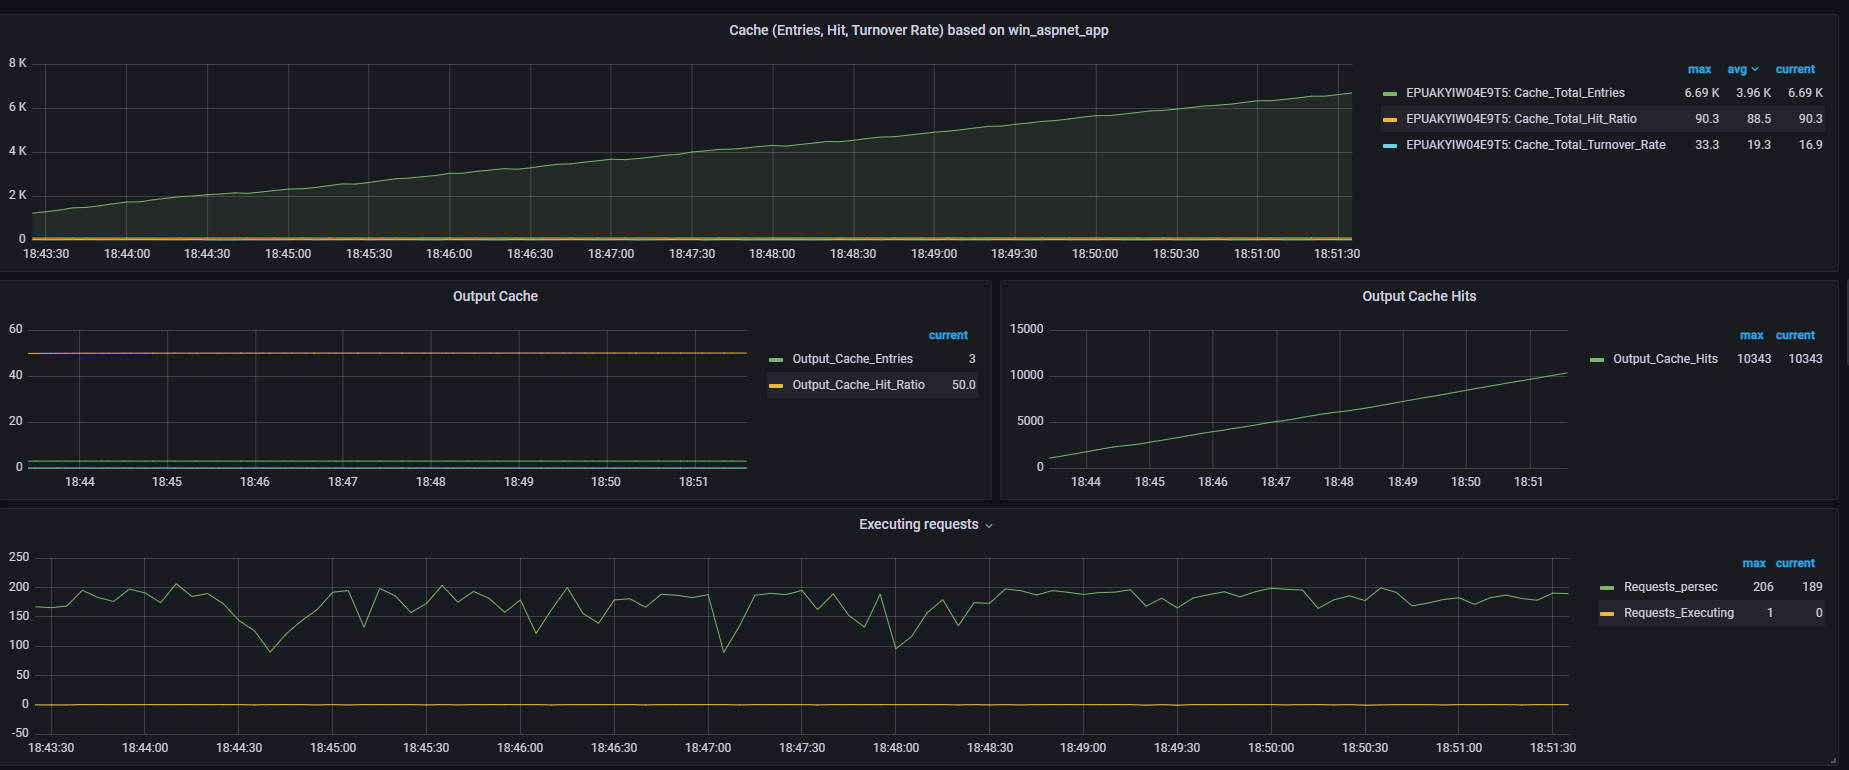 Cache (Entries, Hit, Turnover Rate) based on win_aspnet_app
8 K
6 K
4 K
2 K
0
18:43:30 18:44:00 18:44:30 18:45:00 18:45:30 18:46:00 18:46:30 18:47:00 18:47:30 18:48:00 18:48:30 18:49:00 18:49:30 18:50:00 18:50:30 18:51:00 18:51:30
max avg current
EPUAKYIW04E9T5: Cache_Total_Entries 6.69 K 3.96 K 6.69 K
EPUAKYIW04E9T5: Cache_Total_Hit_Ratio 90.3 88.5 90.3
EPUAKYIW04E9T5: Cache_Total_Turnover_Rate 33.3 19.3 16.9
Output Cache
60
40
20
0
18:44 18:45 18:46 18:47 18:48 18:49 18:50 18:51
current
Output_Cache_Entries 3
Output_Cache_Hit_Ratio 50.0
Output Cache Hits
15000
10000
5000
0
18:44 18:45 18:46 18:47 18:48 18:49 18:50 18:51
max current
Output_Cache_Hits 10343 10343
Executing requests
250
200
150
100
50
0
-50
18:43:30 18:44:00 18:44:30 18:45:00 18:45:30 18:46:00 18:46:30 18:47:00 18:47:30 18:48:00 18:48:30 18:49:00 18:49:30 18:50:00 18:50:30 18:51:00 18:51:30
max current
Requests_persec 206 189
Requests_Executing 1 0